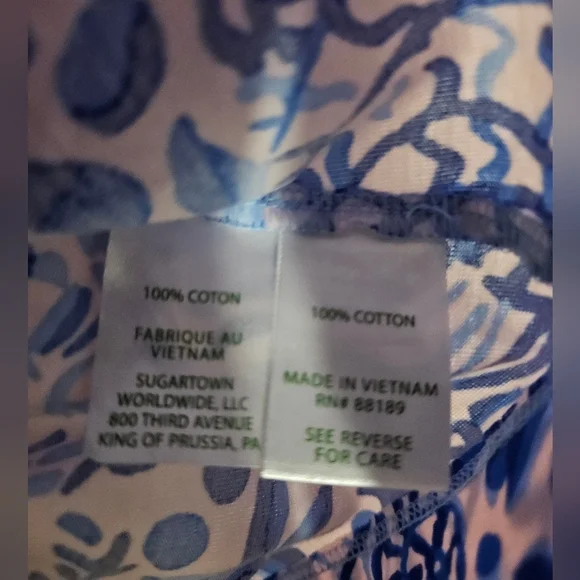 100% COTON
FABRIQUE AU
VIETNAM
SUGARTOWN
WORLDWIDE, LLC
800 THIRD AVENUE
KING OF PRUSSIA, PA
100% COTTON
MADE IN VIETNAM
RN# 88189
SEE REVERSE
FOR CARE